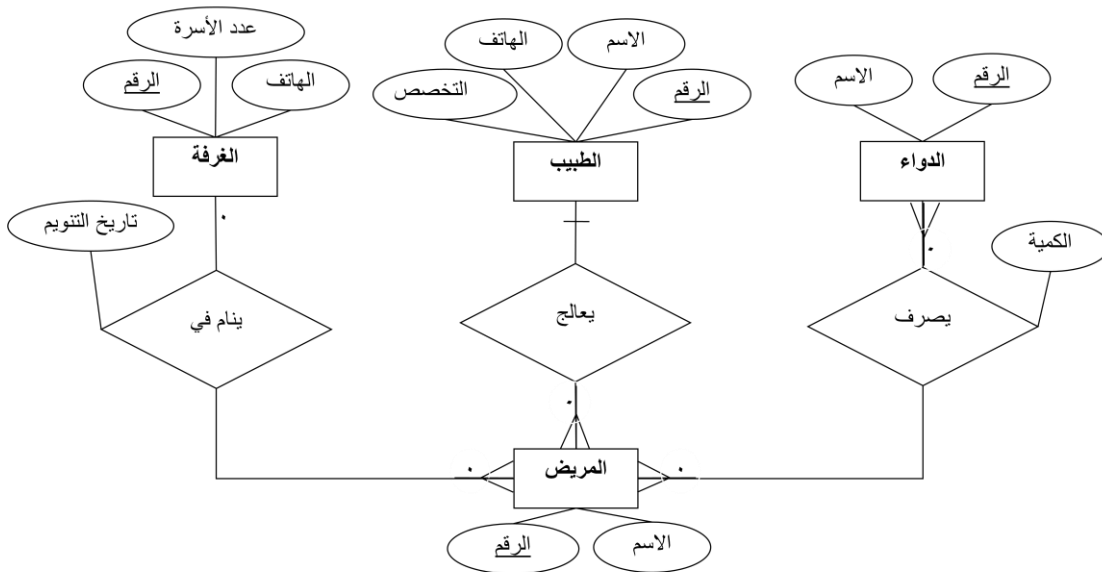 عدد الأسرة
الهاتف
الرقم
الغرفة
تاريخ التنويم
ينام في
الاسم
الهاتف
الرقم
التخصص
الطبيب
يعالج
الرقم
الاسم
الدواء
الكمية
يصرف
المريض
الاسم
الرقم